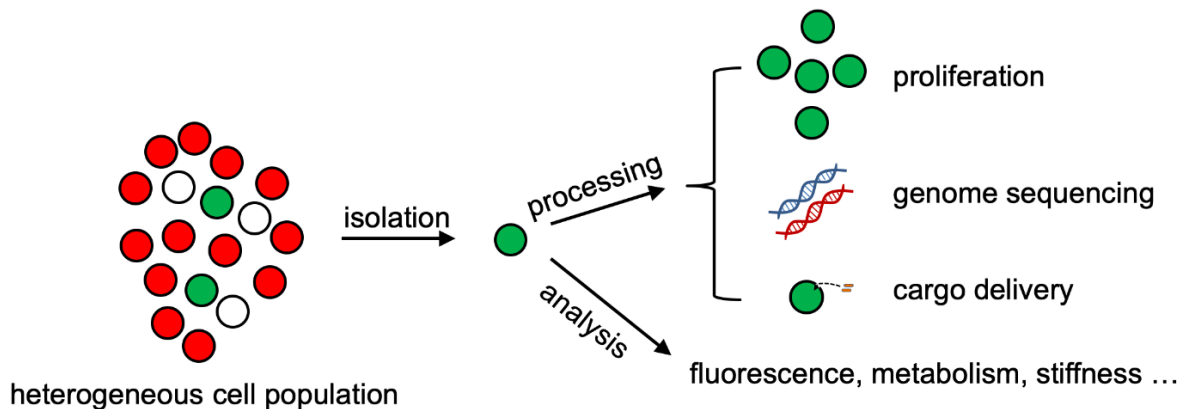 heterogeneous cell population
isolation
processing
analysis
proliferation
genome sequencing
cargo delivery
fluorescence, metabolism, stiffness ...